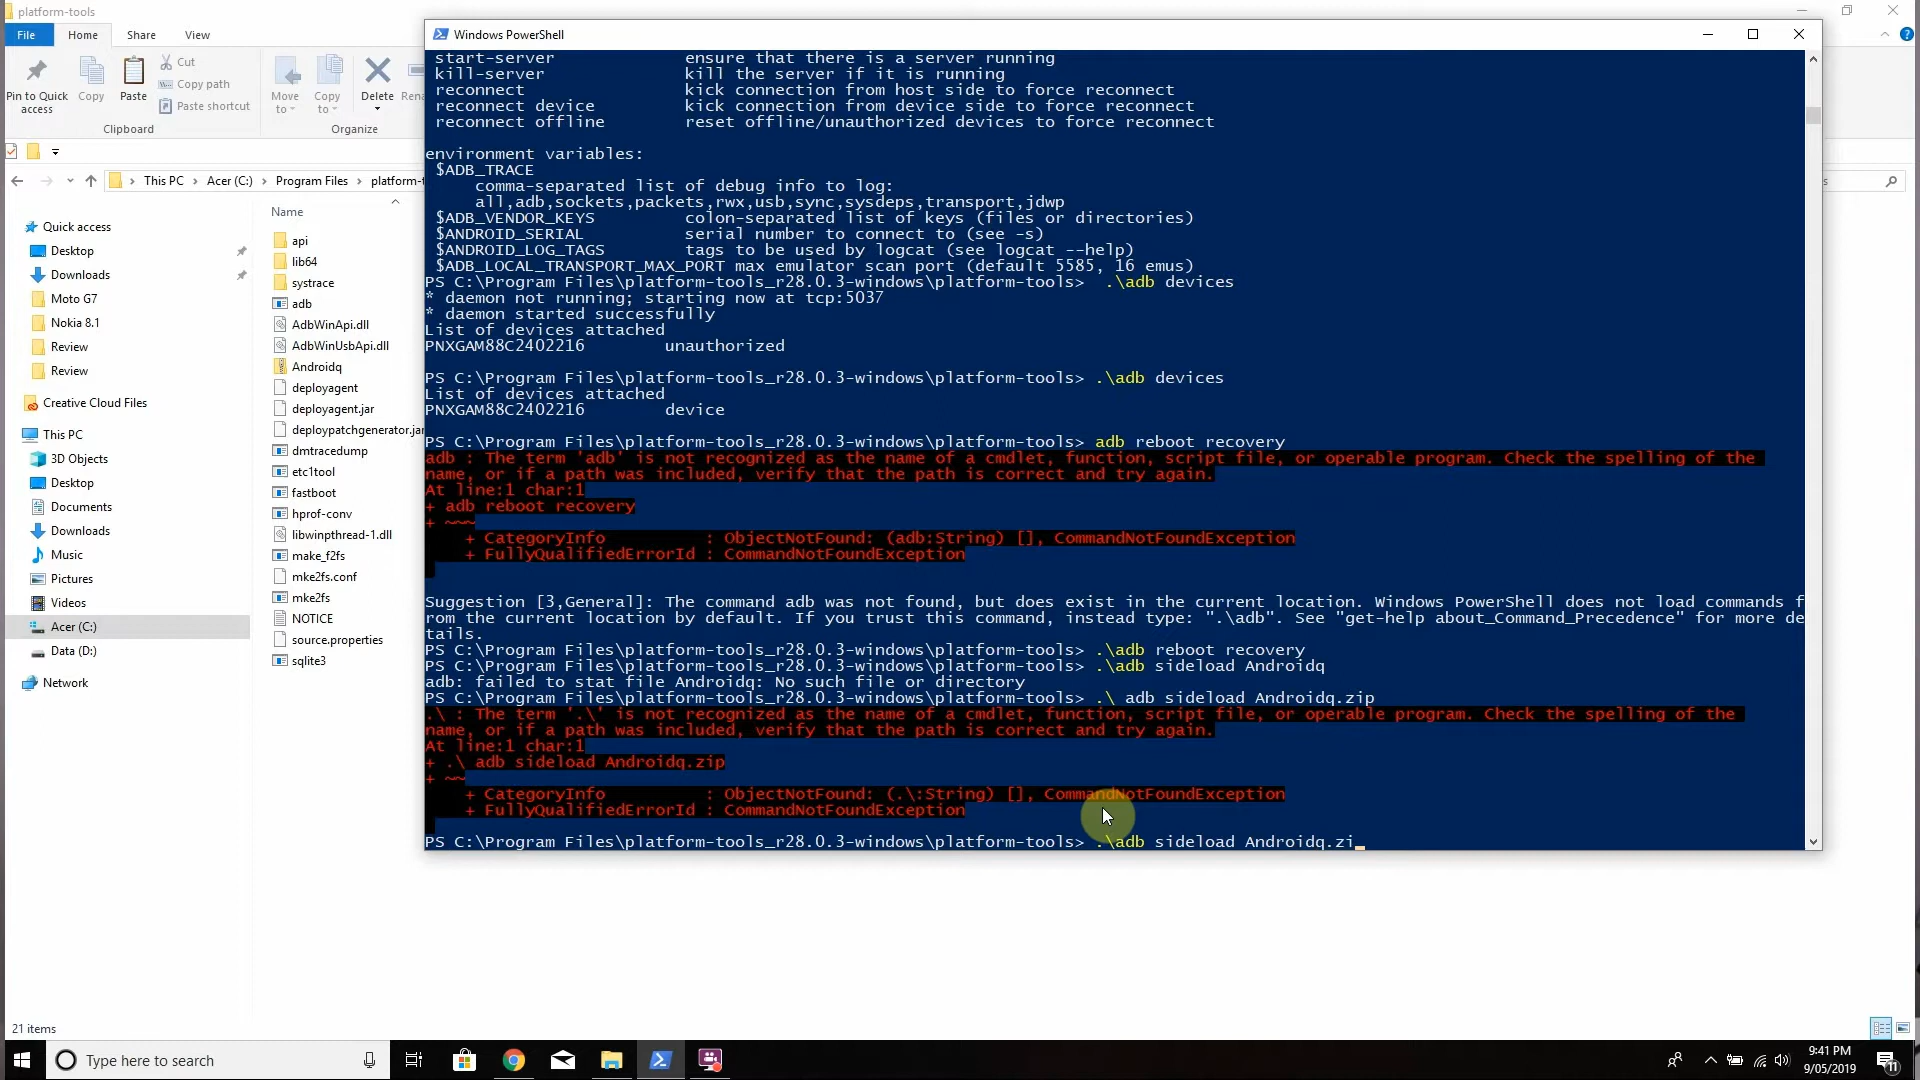 platform-tools
File
Home
Share
View
Pin to Quick access
Copy
Paste
Cut
Copy path
Paste shortcut
Clipboard
Move to
Copy to
Delete
Organize
This PC > Acer (C:) > Program Files >
Quick access
Desktop
Downloads
Moto G7
Nokia 8.1
Review
Review
Creative Cloud Files
This PC
3D Objects
Desktop
Documents
Downloads
Music
Pictures
Videos
Acer (C:)
Data (D:)
Network
Name
api
lib64
systrace
adb
AdbWinApi.dll
AdbWinUsbApi.dll
Androidq
deployagent
deployagent.jar
deploypatchgenerator.jar
dmtracedump
etc1tool
fastboot
hprof-conv
libwinpthread-1.dll
make_f2fs
mke2fs.conf
mke2fs
NOTICE
source.properties
sqlite3
21 items
Windows PowerShell
start-server ensure that there is a server running
kill-server kill the server if it is running
reconnect kick connection from host side to force reconnect
reconnect device kick connection from device side to force reconnect
reconnect offline reset offline/unauthorized devices to force reconnect
environment variables:
$ADB_TRACE
comma-separated list of debug info to log:
all,adb,sockets,packets,rwx,usb,sync,sysdeps,transport,jdwp
$ADB_VENDOR_KEYS colon-separated list of keys (files or directories)
$ANDROID_SERIAL serial number to connect to (see -s)
$ANDROID_LOG_TAGS tags to be used by logcat (see logcat --help)
$ADB_LOCAL_TRANSPORT_MAX_PORT max emulator scan port (default 5585, 16 emus)
PS C:\Program Files\platform-tools_r28.0.3-windows\platform-tools> .\adb devices
* daemon not running; starting now at tcp:5037
* daemon started successfully
List of devices attached
PNXGAM88C2402216 unauthorized
PS C:\Program Files\platform-tools_r28.0.3-windows\platform-tools> .\adb devices
List of devices attached
PNXGAM88C2402216 device
PS C:\Program Files\platform-tools_r28.0.3-windows\platform-tools> adb reboot recovery
adb : The term 'adb' is not recognized as the name of a cmdlet, function, script file, or operable program. Check the spelling of the
name, or if a path was included, verify that the path is correct and try again.
At line:1 char:1
+ adb reboot recovery
+ ~~~
+ CategoryInfo : ObjectNotFound: (adb:String) [], CommandNotFoundException
+ FullyQualifiedErrorId : CommandNotFoundException
Suggestion [3,General]: The command adb was not found, but does exist in the current location. Windows PowerShell does not load commands f
rom the current location by default. If you trust this command, instead type: ".\adb". See "get-help about_Command_Precedence" for more de
tails.
PS C:\Program Files\platform-tools_r28.0.3-windows\platform-tools> .\adb reboot recovery
PS C:\Program Files\platform-tools_r28.0.3-windows\platform-tools> .\adb sideload Androidq
adb: failed to stat file Androidq: No such file or directory
PS C:\Program Files\platform-tools_r28.0.3-windows\platform-tools> .\ adb sideload Androidq.zip
.\ : The term '.\' is not recognized as the name of a cmdlet, function, script file, or operable program. Check the spelling of the
name, or if a path was included, verify that the path is correct and try again.
At line:1 char:1
+ .\ adb sideload Androidq.zip
+ ~~
+ CategoryInfo : ObjectNotFound: (.\:String) [], CommandNotFoundException
+ FullyQualifiedErrorId : CommandNotFoundException
PS C:\Program Files\platform-tools_r28.0.3-windows\platform-tools> .\adb sideload Androidq.zi
Type here to search
9:41 PM
9/05/2019
11